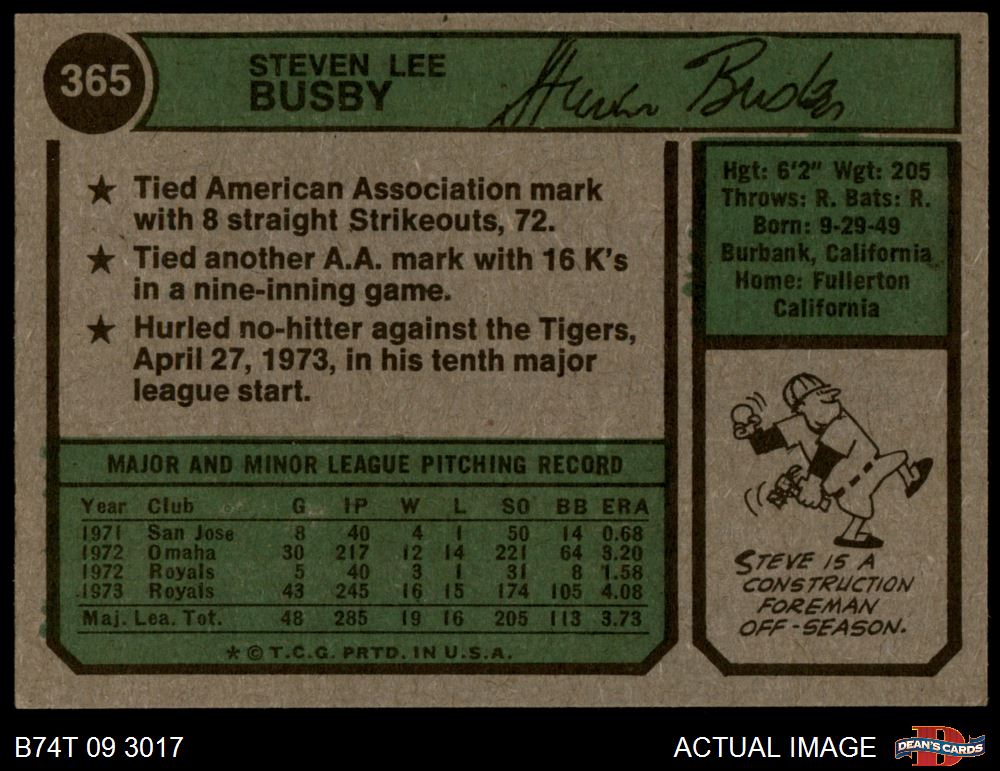 365
STEVEN LEE
BUSBY
Steven Busby
★ Tied American Association mark
with 8 straight Strikeouts, 72.
★ Tied another A.A. mark with 16 K's
in a nine-inning game.
★ Hurled no-hitter against the Tigers,
April 27, 1973, in his tenth major
league start.
Hgt: 6'2" Wgt: 205
Throws: R. Bats: R.
Born: 9-29-49
Burbank, California
Home: Fullerton
California
MAJOR AND MINOR LEAGUE PITCHING RECORD
Year Club G IP W L SO BB ERA
1971 San Jose 8 40 4 1 50 14 0.68
1972 Omaha 30 217 12 14 221 64 3.20
1972 Royals 5 40 3 1 31 8 1.58
1973 Royals 43 245 16 15 174 105 4.08
Maj. Lea. Tot. 48 285 19 16 205 113 3.73
* © T.C.G. PRTD. IN U.S.A.
STEVE IS A
CONSTRUCTION
FOREMAN
OFF-SEASON.
B74T 09 3017
ACTUAL IMAGE
D
DEAN'S CARDS